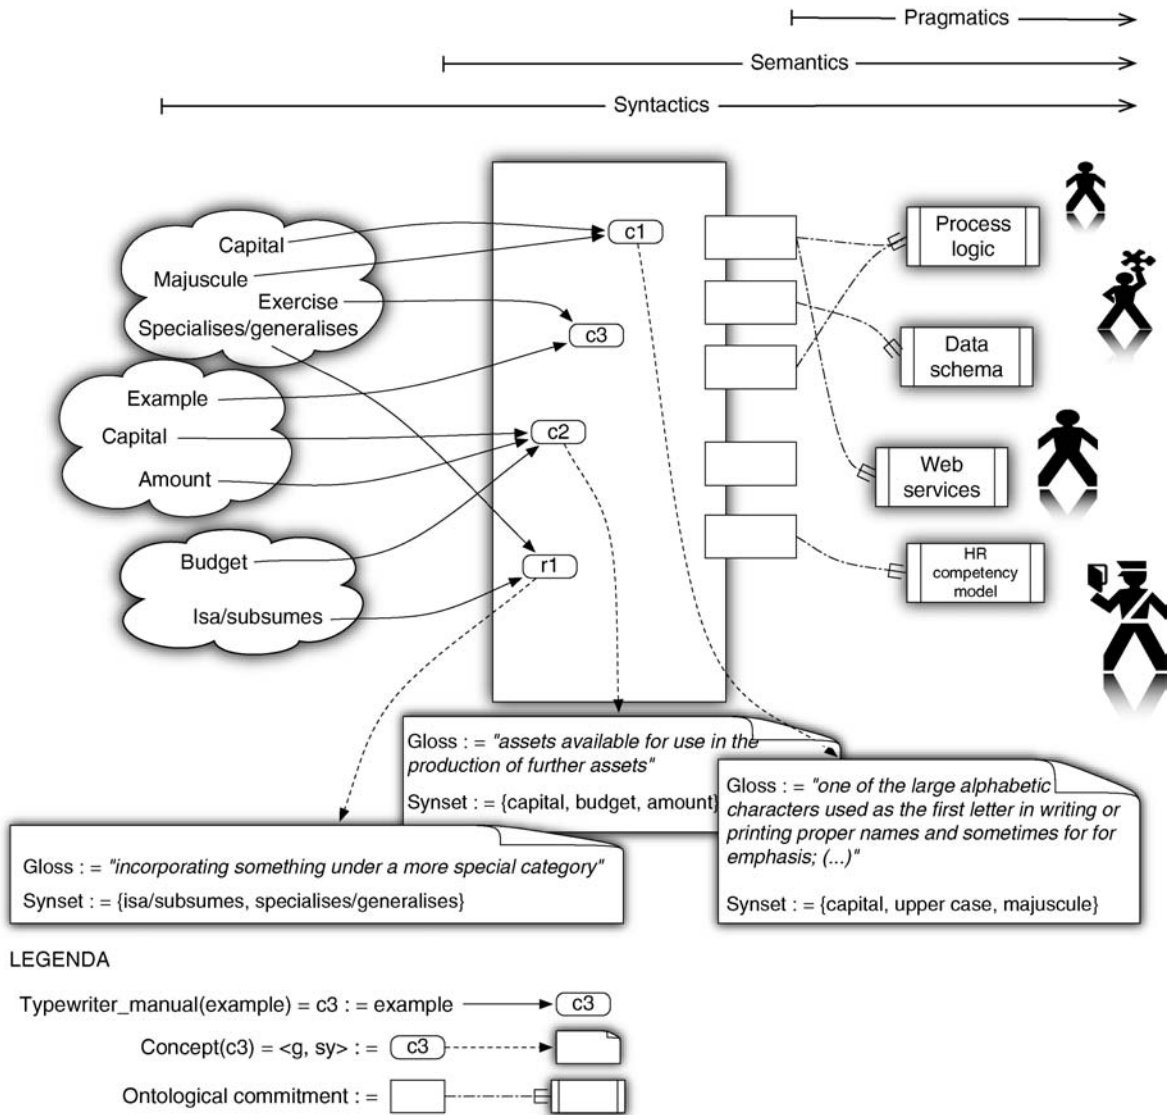 Pragmatics
Semantics
Syntactics
Capital
Majuscule
Exercise
Specialises/generalises
Example
Capital
Amount
Budget
Isa/subsumes
c1
c3
c2
r1
Process
logic
Data
schema
Web
services
HR
competency
model
Gloss : = "assets available for use in the
production of further assets"
Synset : = {capital, budget, amount}
Gloss : = "one of the large alphabetic
characters used as the first letter in writing or
printing proper names and sometimes for for
emphasis; (...)"
Synset : = {capital, upper case, majuscule}
Gloss : = "incorporating something under a more special category"
Synset : = {isa/subsumes, specialises/generalises}
LEGENDA
Typewriter_manual(example) = c3 : = example c3
Concept(c3) = <g, sy> : = c3
Ontological commitment : =